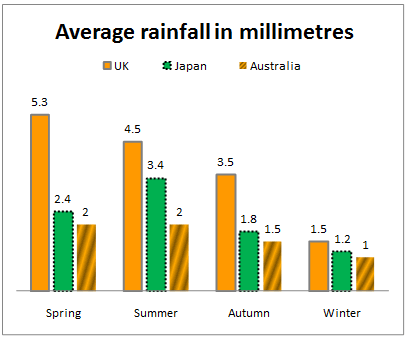 Average rainfall in millimetres
UK Japan Australia
5.3 2.4 2 4.5 3.4 2 3.5 1.8 1.5 1.5 1.2 1
Spring Summer Autumn Winter